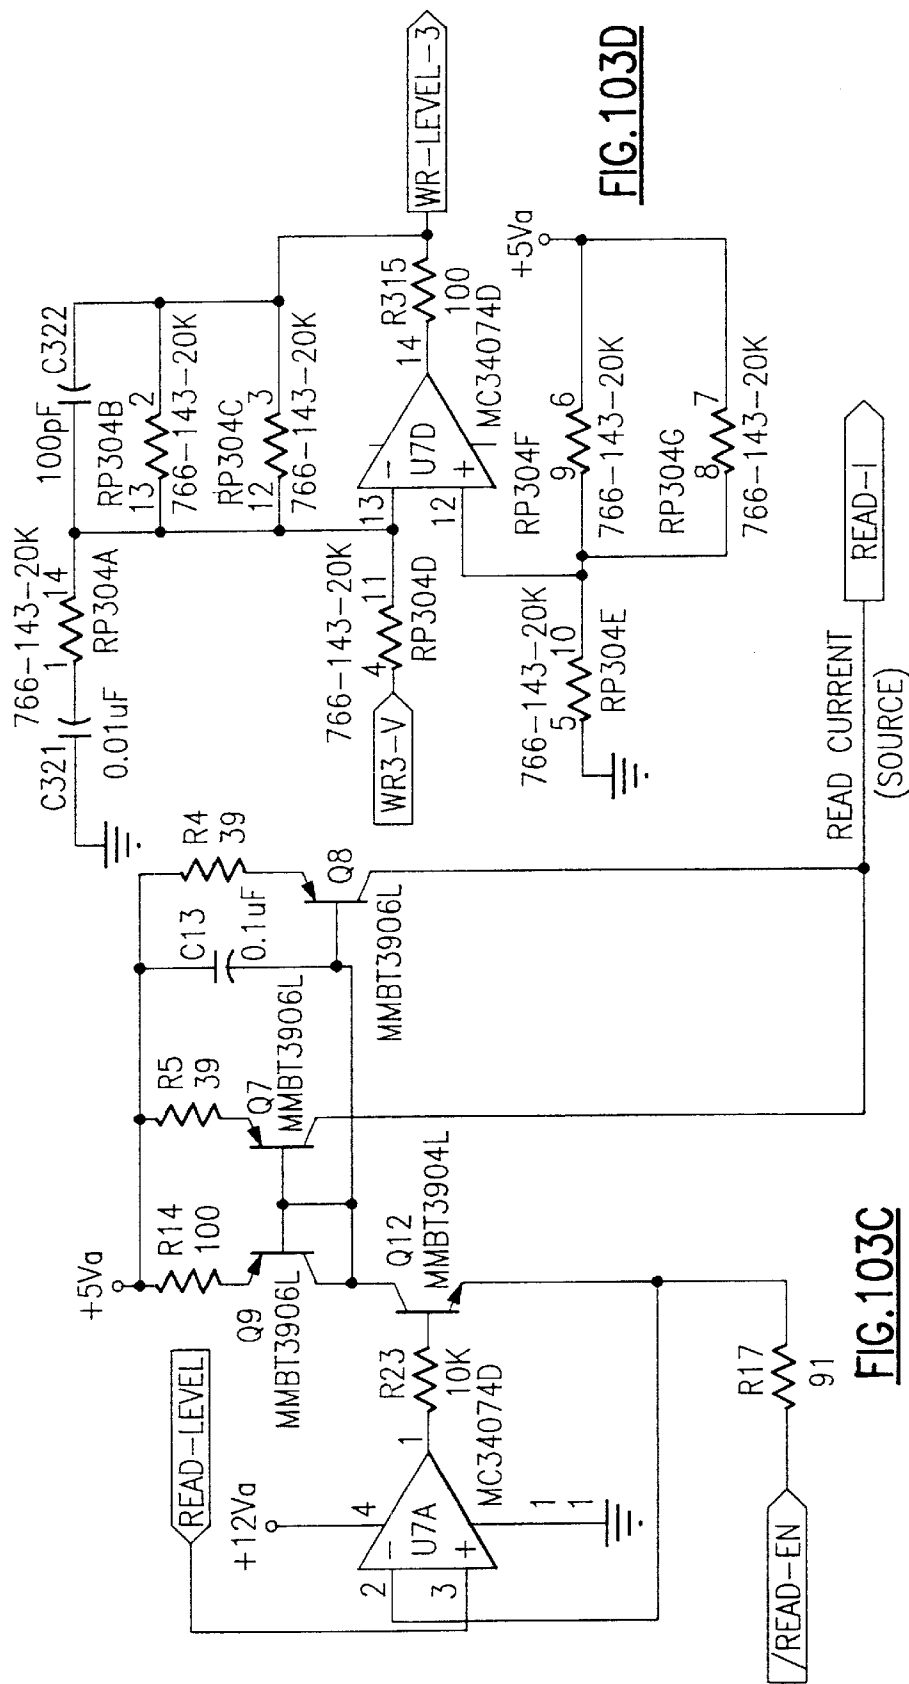 +5Va
R14
100
R5
39
C13
0.1uF
R4
39
Q9
MMBT3906L
Q7
MMBT3906L
Q8
MMBT3906L
READ-LEVEL
+12Va
4
2
3
U7A
−
+
1
MC34074D
1
1
R23
10K
Q12
MMBT3904L
R17
91
/READ-EN
READ CURRENT
(SOURCE)
READ-I
FIG.103C
C321
0.01uF
766-143-20K
1
14
RP304A
100pF
C322
RP304B
13
2
766-143-20K
RP304C
12
3
766-143-20K
WR3-V
766-143-20K
4
11
RP304D
13
12
U7D
−
+
14
MC34074D
R315
100
WR-LEVEL-3
766-143-20K
5
10
RP304E
RP304F
9
6
766-143-20K
RP304G
8
7
766-143-20K
+5Va
FIG.103D